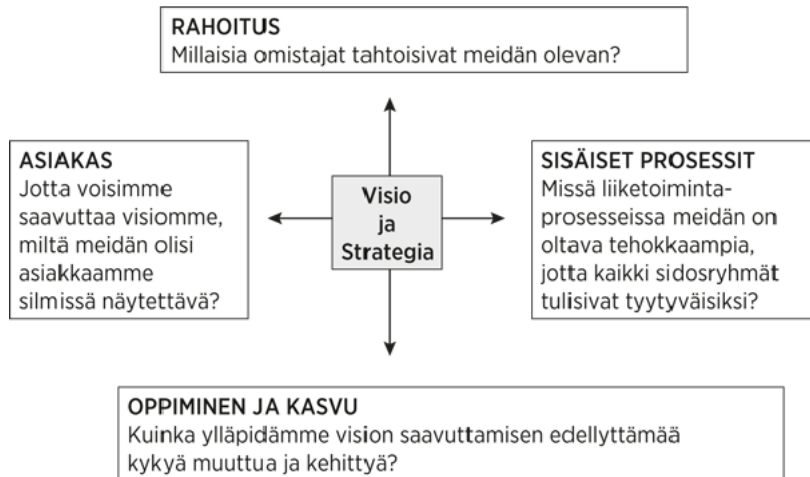 RAHOITUS
Millaisia omistajat tahtoisivat meidän olevan?
ASIAKAS
Jotta voisimme
saavuttaa visiomme,
miltä meidän olisi
asiakkaamme
silmissä näytettävä?
Visio
ja
Strategia
SISÄISET PROSESSIT
Missä liiketoiminta-
prosesseissa meidän on
oltava tehokkaampia,
jotta kaikki sidosryhmät
tulisivat tyytyväisiksi?
OPPIMINEN JA KASVU
Kuinka ylläpidämme vision saavuttamisen edellyttämää
kykyä muuttua ja kehittyä?